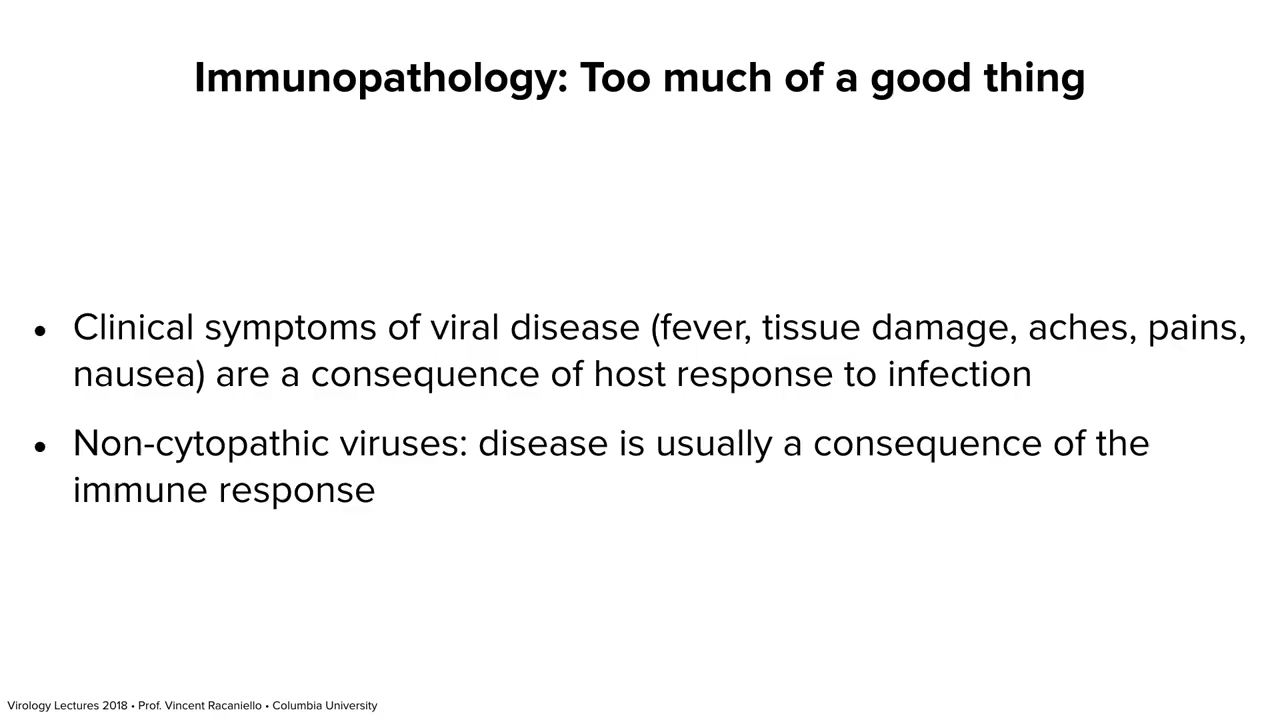 Immunopathology: Too much of a good thing
• Clinical symptoms of viral disease (fever, tissue damage, aches, pains,
nausea) are a consequence of host response to infection
• Non-cytopathic viruses: disease is usually a consequence of the
immune response
Virology Lectures 2018 • Prof. Vincent Racaniello • Columbia University